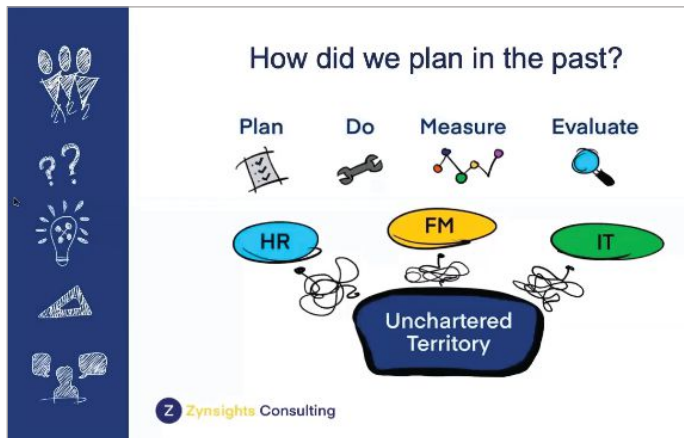 How did we plan in the past?
Plan Do Measure Evaluate
HR FM IT
Unchartered
Territory
Z Zynsights Consulting
??